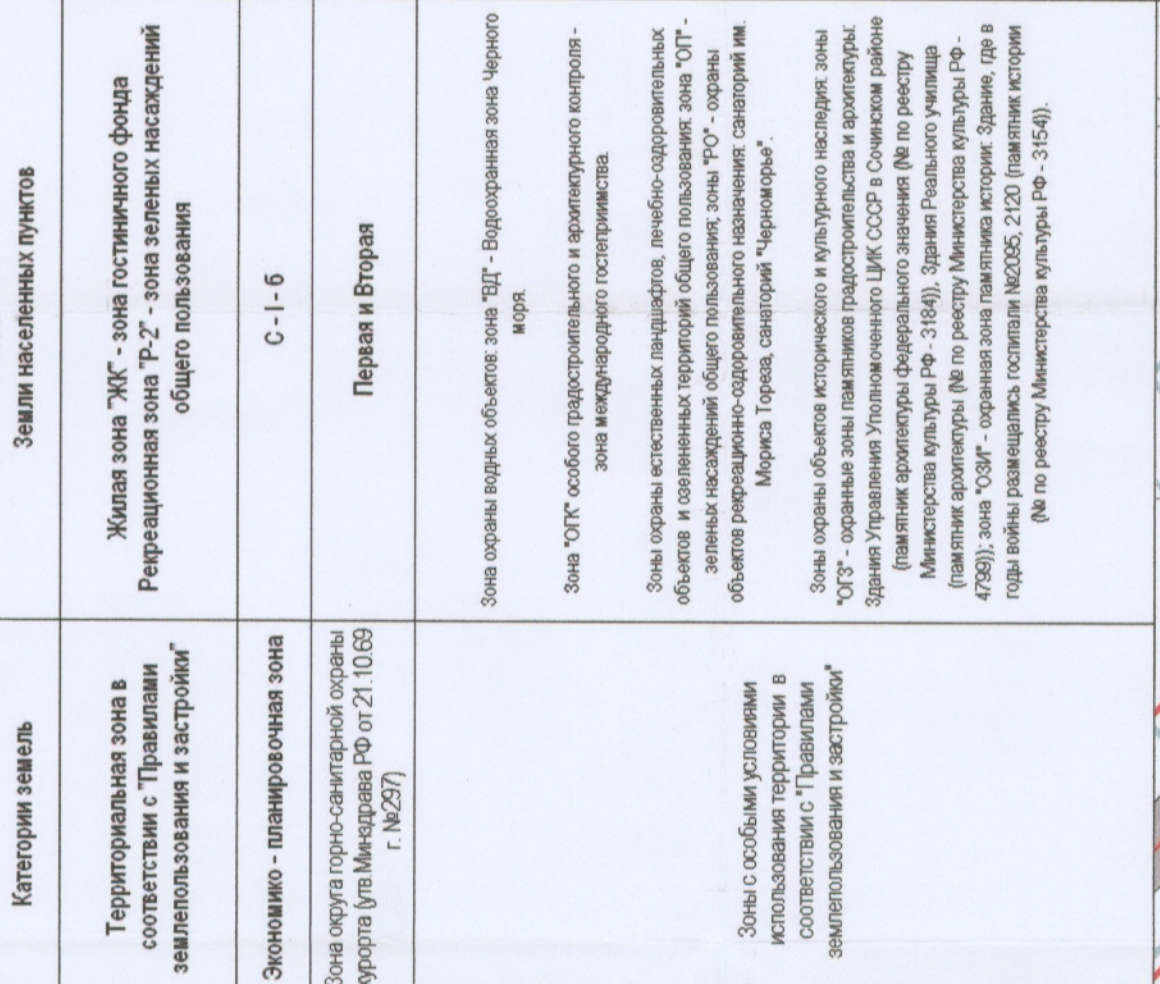 Категории земель
Земли населённых пунктов
Территориальная зона в
соответствии с "Правилами
землепользования и застройки"
Жилая зона "ЖК" - зона гостиничного фонда
Рекреационная зона "Р-2" - зона зеленых насаждений
общего пользования
Экономико - планировочная зона
С - I - 6
Зона округа горно-санитарной охраны
курорта (утв.Минздрава РФ от 21.10.69
г. №297)
Первая и Вторая
Зоны с особыми условиями
использования территории в
соответствии с "Правилами
землепользования и застройки"
Зона охраны водных объектов: зона "ВД" - Водоохранная зона Черного
моря.
Зона "ОГК" особого градостроительного и архитектурного контроля -
зона международного гостеприимства.
Зоны охраны естественных ландшафтов, лечебно-оздоровительных
объектов и озелененных территорий общего пользования: зона "ОП" -
зеленых насаждений общего пользования; зоны "РО" - охраны
объектов рекреационно-оздоровительного назначения: санаторий им.
Мориса Тореза, санаторий "Черноморье".
Зоны охраны объектов исторического и культурного наследия: зоны
"ОГЗ" - охранные зоны памятников градостроительства и архитектуры:
Здания Управления Уполномоченного ЦИК СССР в Сочинском районе
(памятник архитектуры федерального значения (№ по реестру
Министерства культуры РФ - 3184)), Здания Реального училища
(памятник архитектуры (№ по реестру Министерства культуры РФ -
4799)); зона "ОЗИ" - охранная зона памятника истории: Здание, где в
годы войны размещались госпитали №2095, 2120 (памятник истории
(№ по реестру Министерства культуры РФ - 3154)).